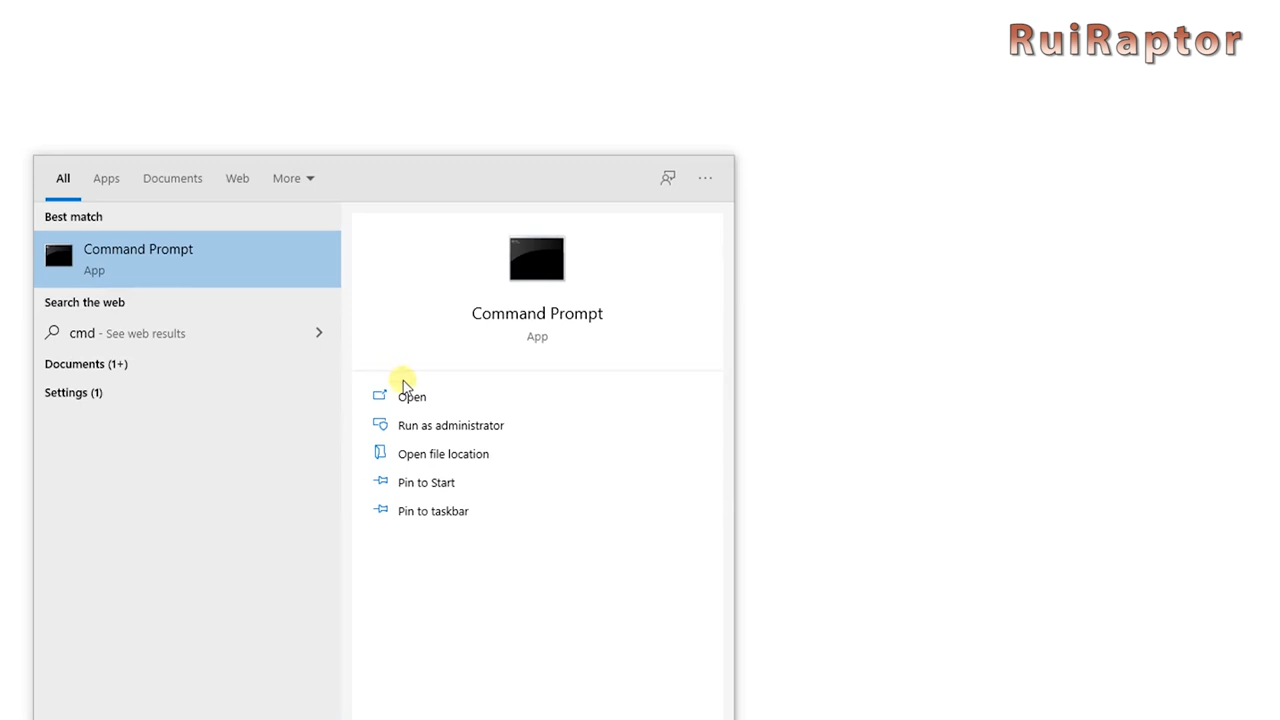 RuiRaptor
All Apps Documents Web More
Best match
Command Prompt
App
Search the web
cmd - See web results
Documents (1+)
Settings (1)
Command Prompt
App
Open
Run as administrator
Open file location
Pin to Start
Pin to taskbar